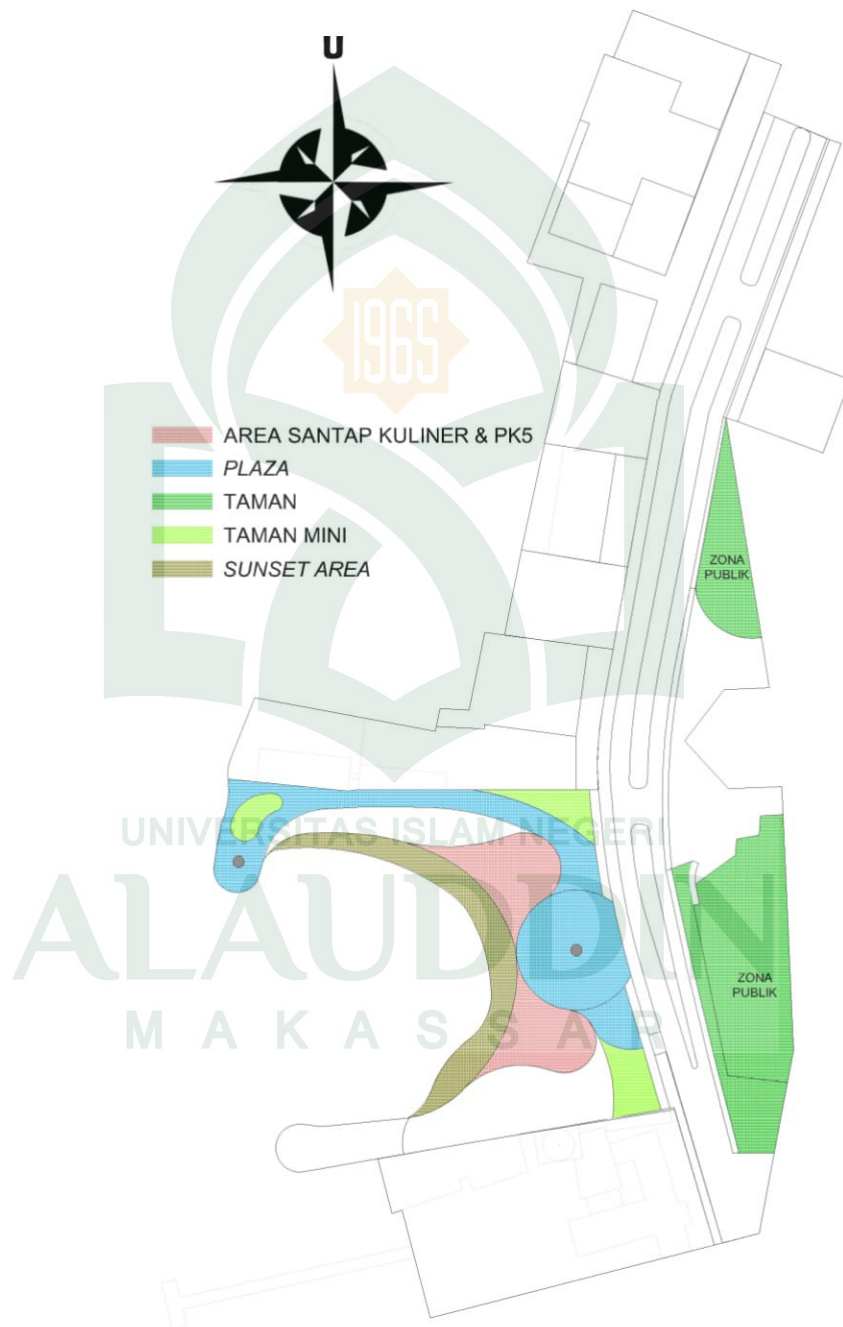 U
1965
AREA SANTAP KULINER & PK5
PLAZA
TAMAN
TAMAN MINI
SUNSET AREA
ZONA
PUBLIK
UNIVERSITAS ISLAM NEGERI
ALAUDDIN
ZONA
PUBLIK
MAKASSAR